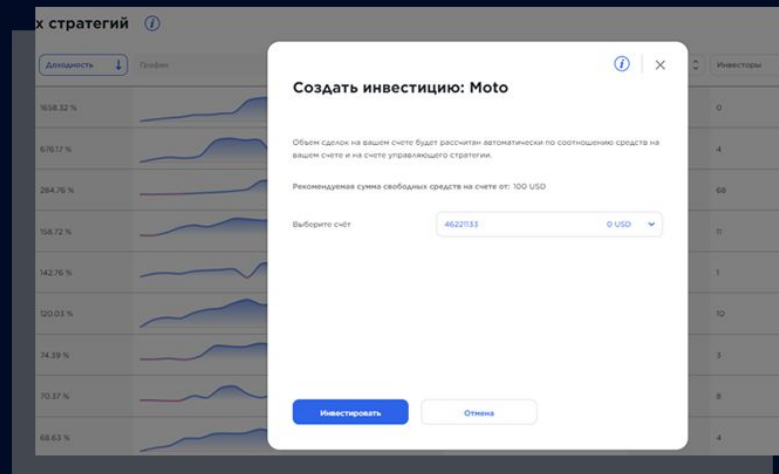 х стратегий
Доходность
График
Инвесторы
1658.32 %
0
676.17 %
4
284.76 %
68
158.72 %
11
142.76 %
1
120.03 %
10
74.39 %
3
70.37 %
8
68.63 %
4
Создать инвестицию: Moto
Объем сделок на вашем счете будет рассчитан автоматически по соотношению средств на
вашем счете и на счете управляющего стратегии.
Рекомендуемая сумма свободных средств на счете от: 100 USD
Выберите счёт
46221133
0 USD
Инвестировать
Отмена